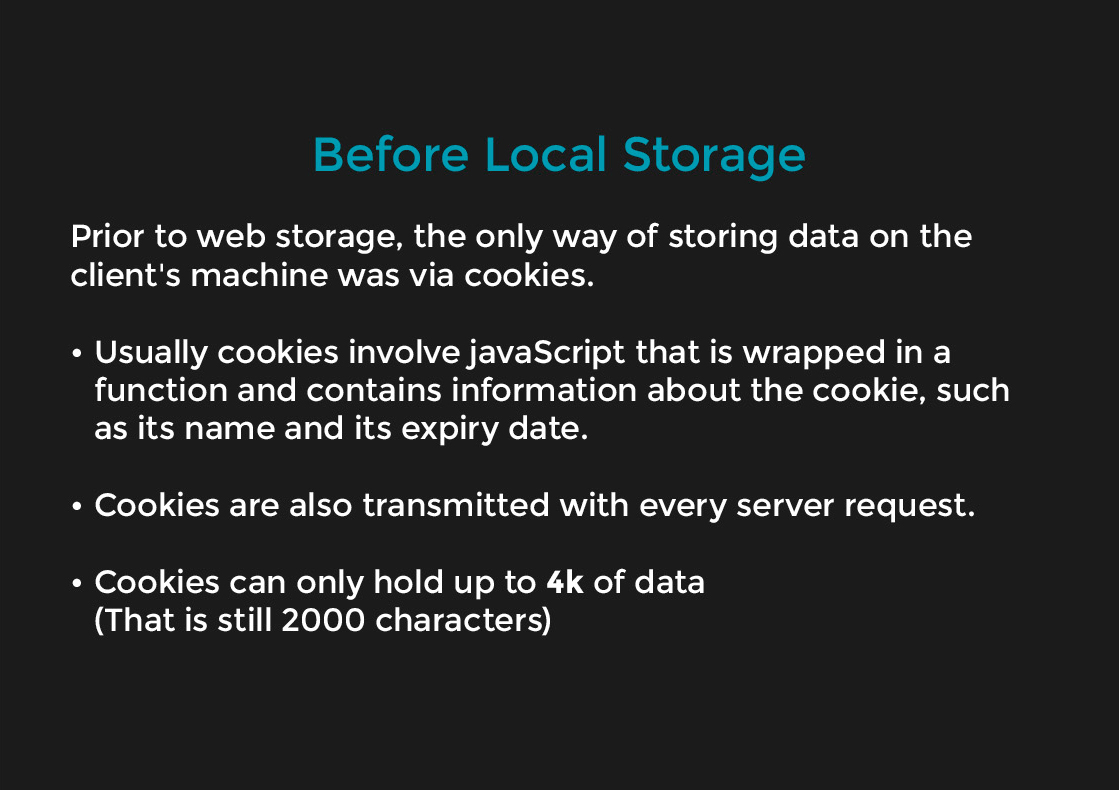 Before Local Storage
Prior to web storage, the only way of storing data on the
client's machine was via cookies.
• Usually cookies involve javaScript that is wrapped in a
function and contains information about the cookie, such
as its name and its expiry date.
• Cookies are also transmitted with every server request.
• Cookies can only hold up to 4k of data
(That is still 2000 characters)